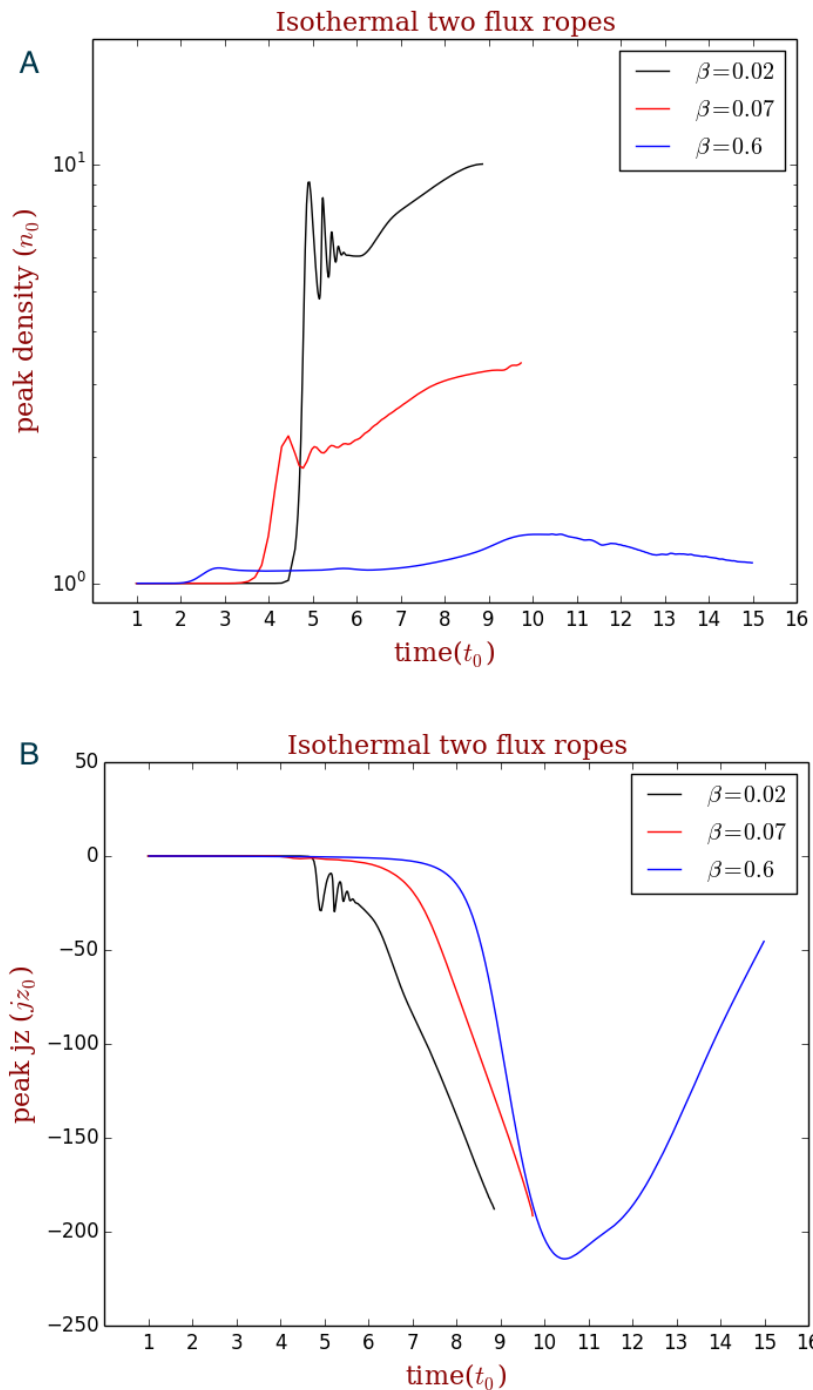 Isothermal two flux ropes
A
β=0.02
β=0.07
β=0.6
10¹
10⁰
peak density (n₀)
1 2 3 4 5 6 7 8 9 10 11 12 13 14 15 16
time(t₀)
Isothermal two flux ropes
B
β=0.02
β=0.07
β=0.6
50
0
−50
−100
−150
−200
−250
peak jz (jz₀)
1 2 3 4 5 6 7 8 9 10 11 12 13 14 15 16
time(t₀)